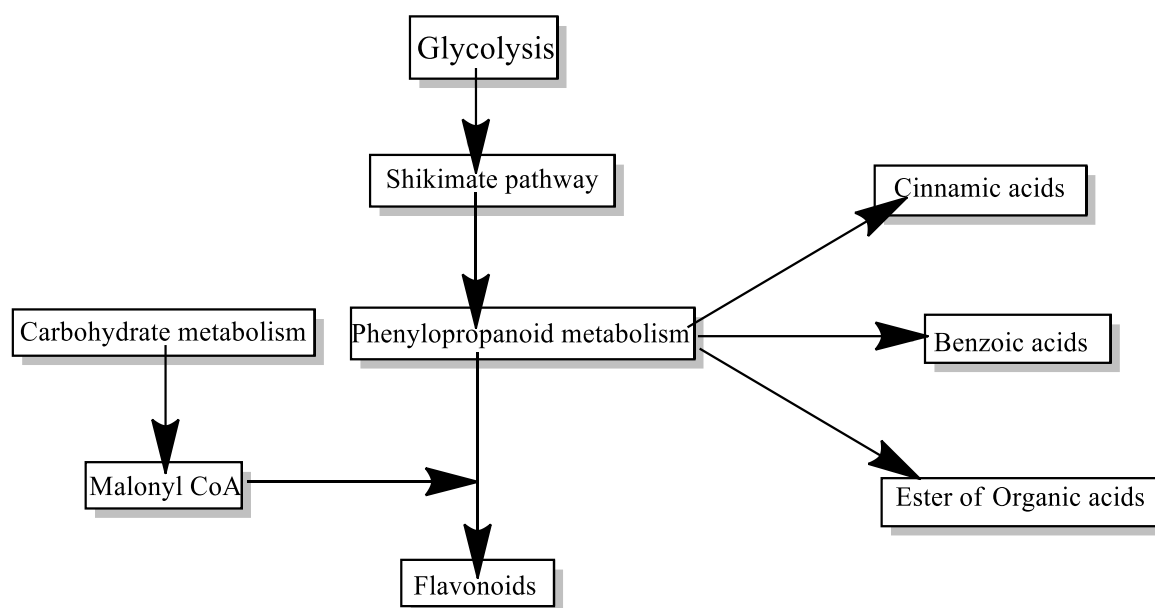 Glycolysis
Shikimate pathway
Cinnamic acids
Carbohydrate metabolism
Phenylopropanoid metabolism
Benzoic acids
Malonyl CoA
Ester of Organic acids
Flavonoids